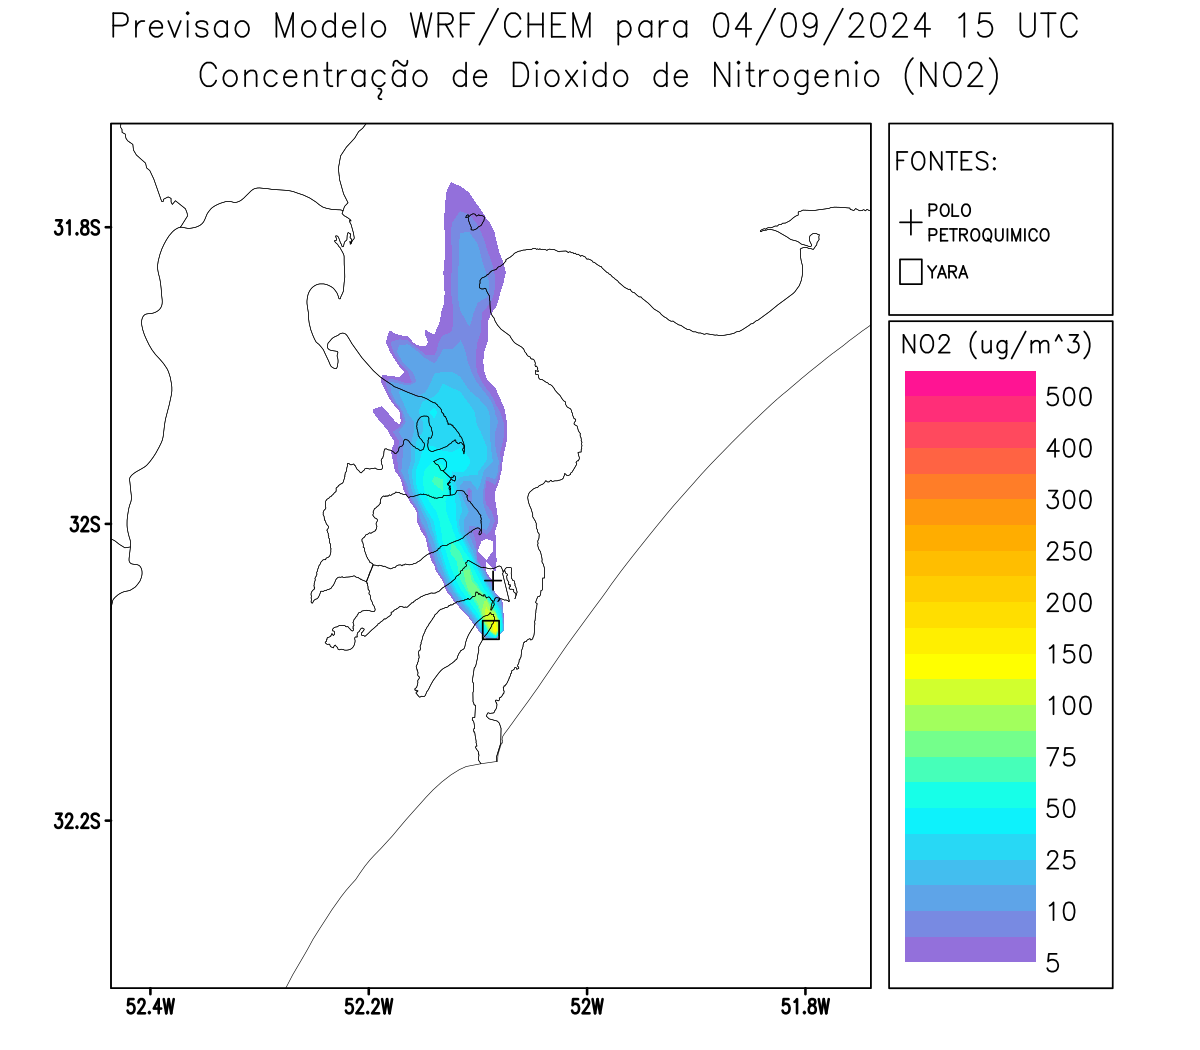 Previsao Modelo WRF/CHEM para 04/09/2024 15 UTC
Concentração de Dioxido de Nitrogenio (NO2)
FONTES:
POLO
PETROQUIMICO
YARA
31.8S
32S
32.2S
52.4W
52.2W
52W
51.8W
NO2 (ug/m^3)
500
400
300
250
200
150
100
75
50
25
10
5